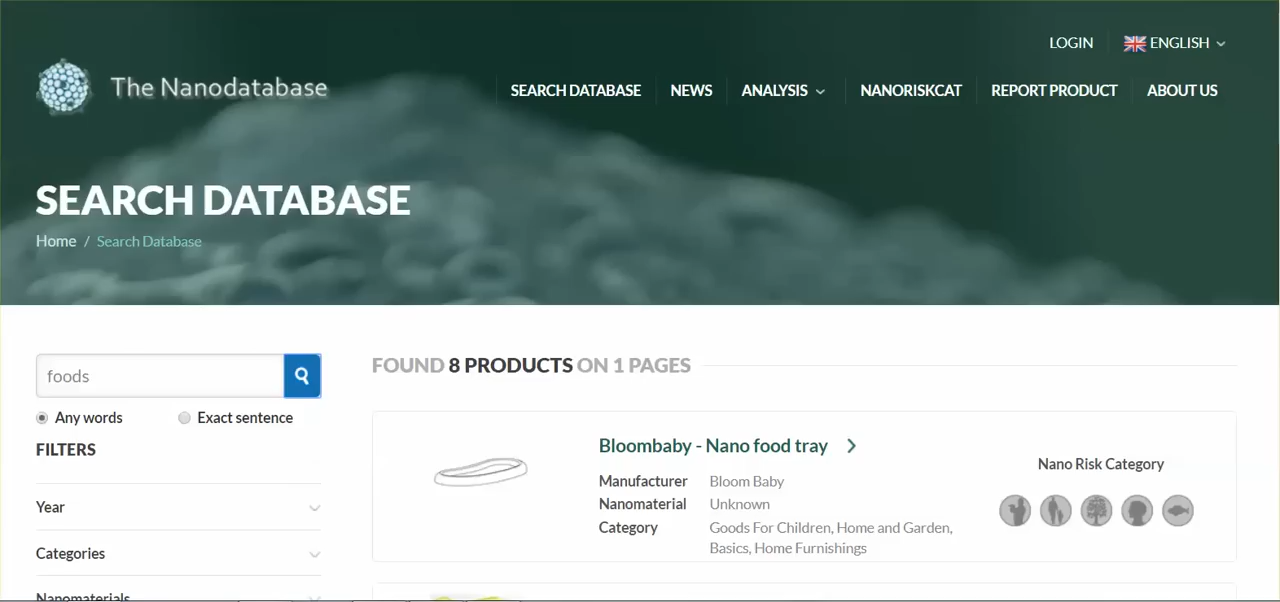 LOGIN
ENGLISH
The Nanodatabase
SEARCH DATABASE
NEWS
ANALYSIS
NANORISKCAT
REPORT PRODUCT
ABOUT US
SEARCH DATABASE
Home / Search Database
foods
Any words
Exact sentence
FILTERS
Year
Categories
Nanomaterials
FOUND 8 PRODUCTS ON 1 PAGES
Bloombaby - Nano food tray
Manufacturer Bloom Baby
Nanomaterial Unknown
Category Goods For Children, Home and Garden,
Basics, Home Furnishings
Nano Risk Category